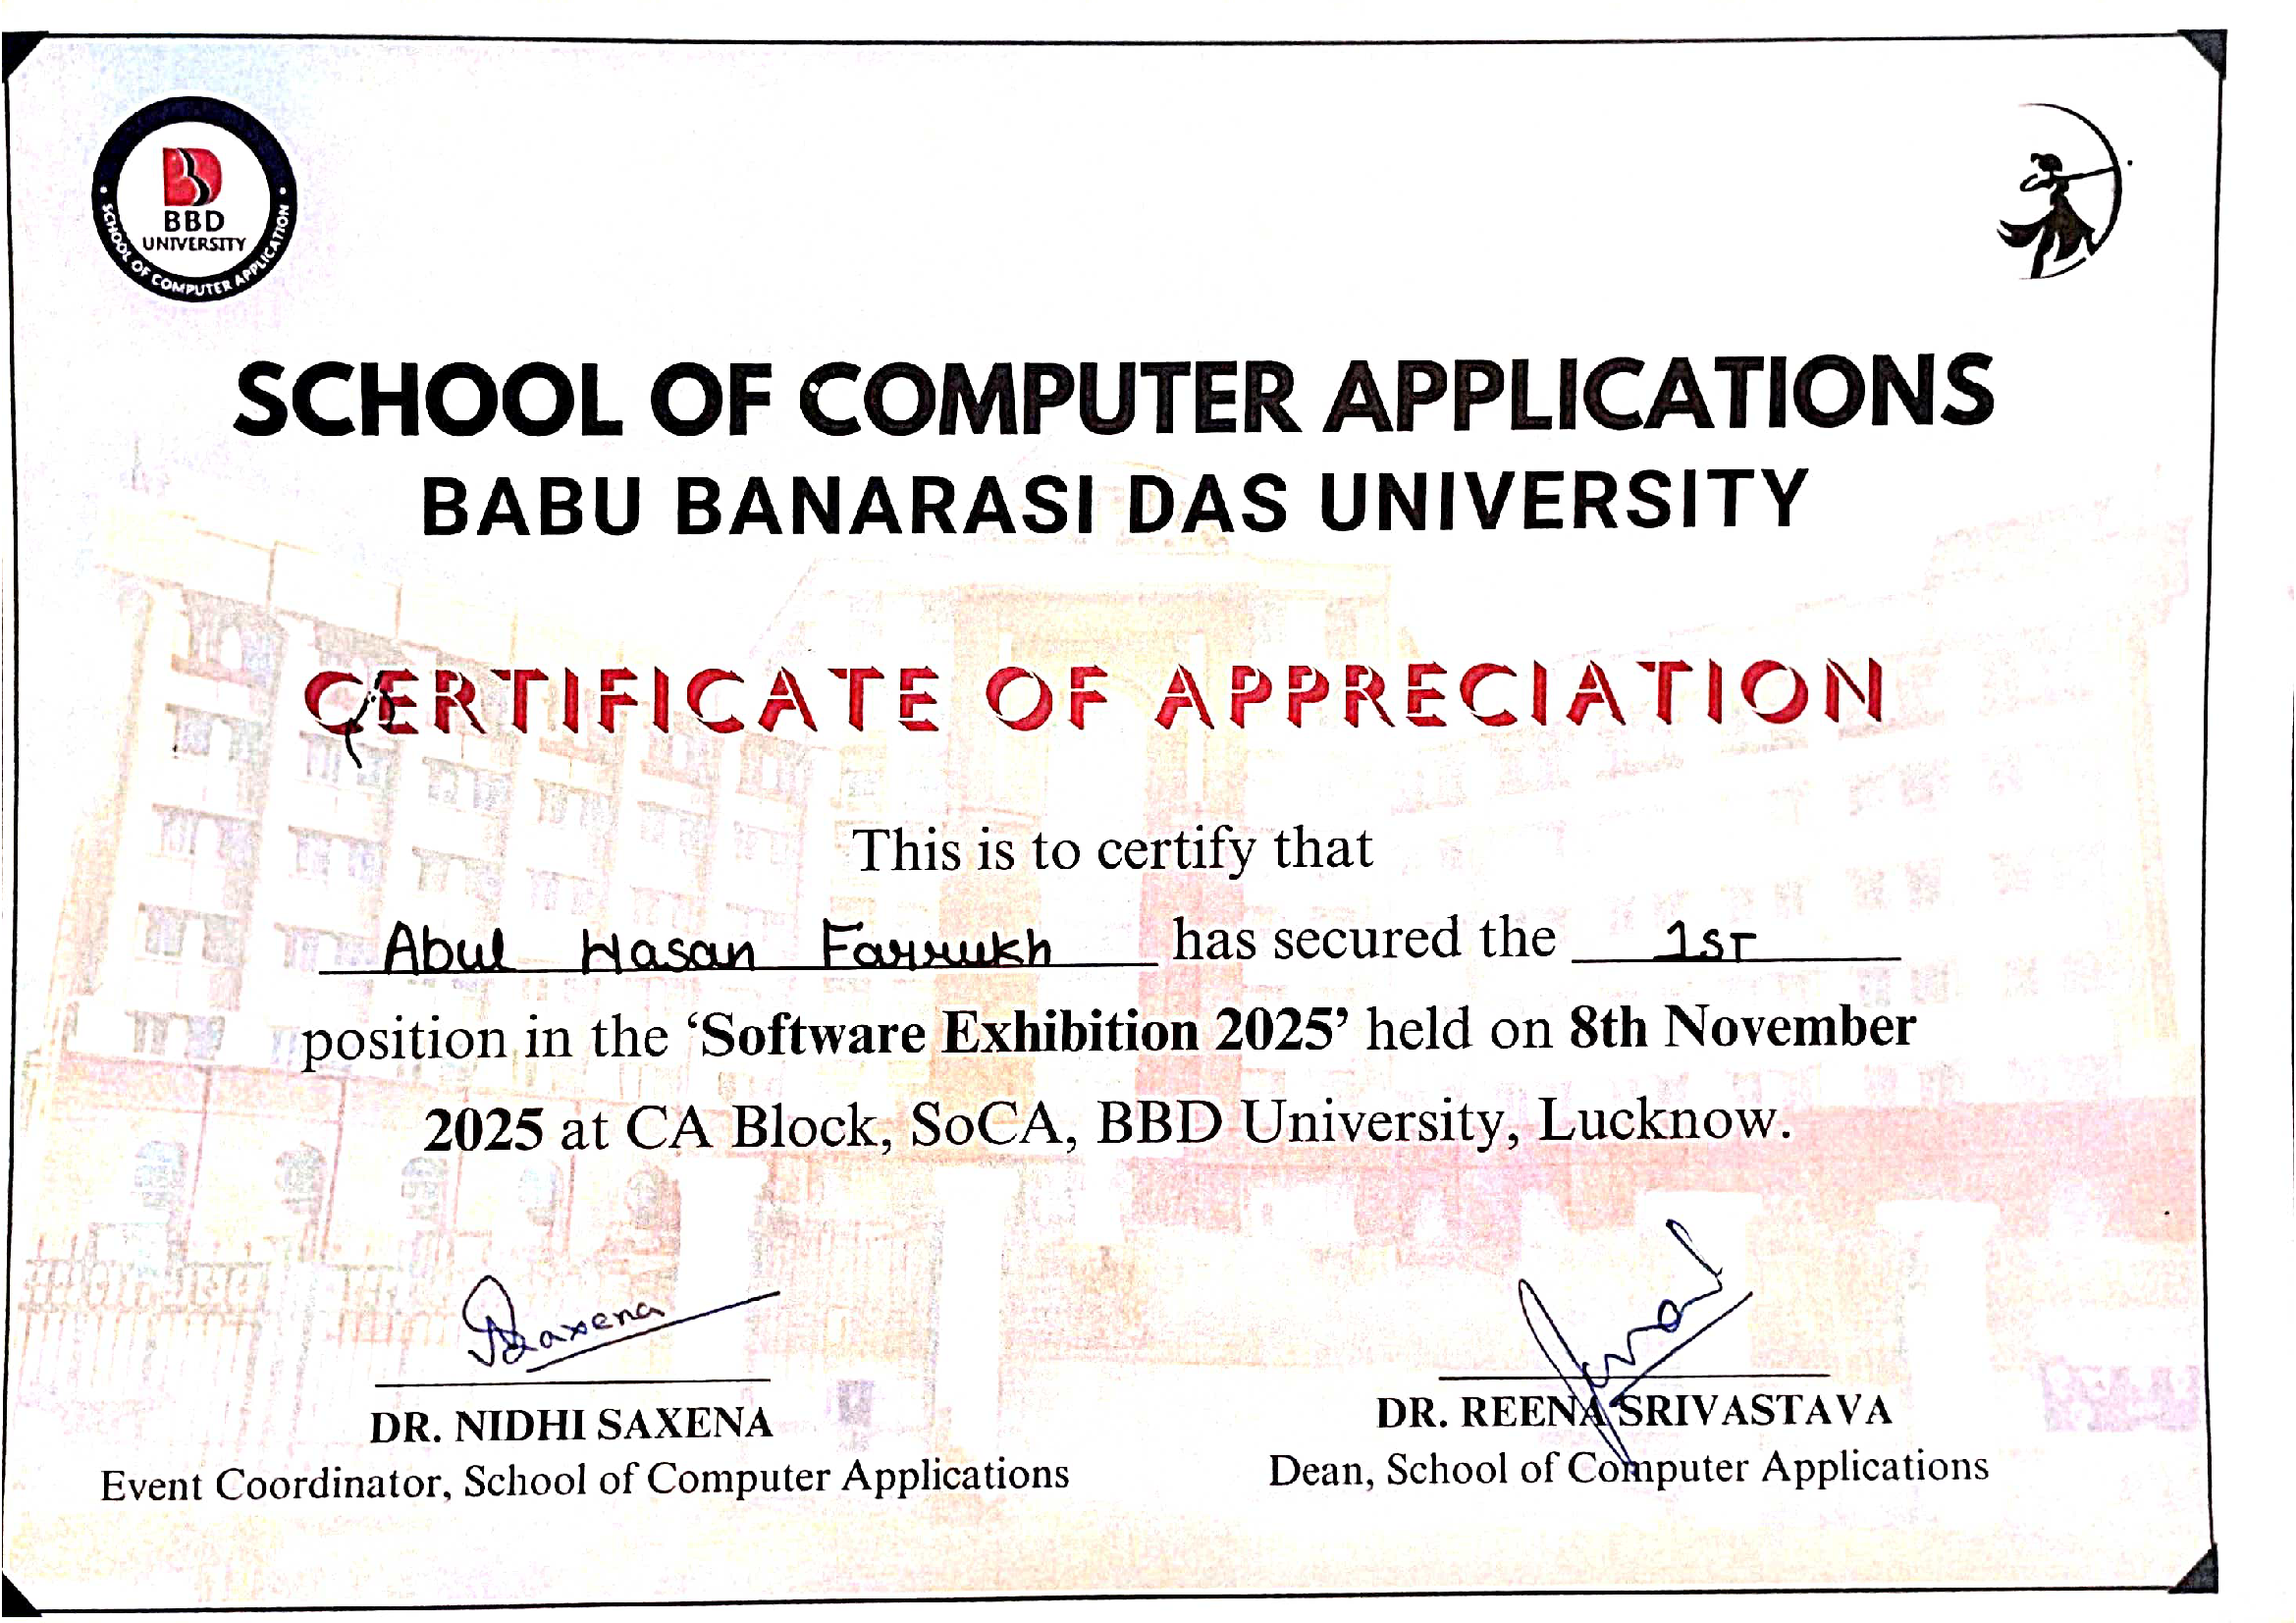 BBD
UNIVERSITY
SCHOOL OF COMPUTER APPLICATION
SCHOOL OF COMPUTER APPLICATIONS
BABU BANARASI DAS UNIVERSITY
CERTIFICATE OF APPRECIATION
This is to certify that
Abul Hasan Farrukh has secured the 1st
position in the ‘Software Exhibition 2025’ held on 8th November
2025 at CA Block, SoCA, BBD University, Lucknow.
Saxena
DR. NIDHI SAXENA
Event Coordinator, School of Computer Applications
DR. REENA SRIVASTAVA
Dean, School of Computer Applications